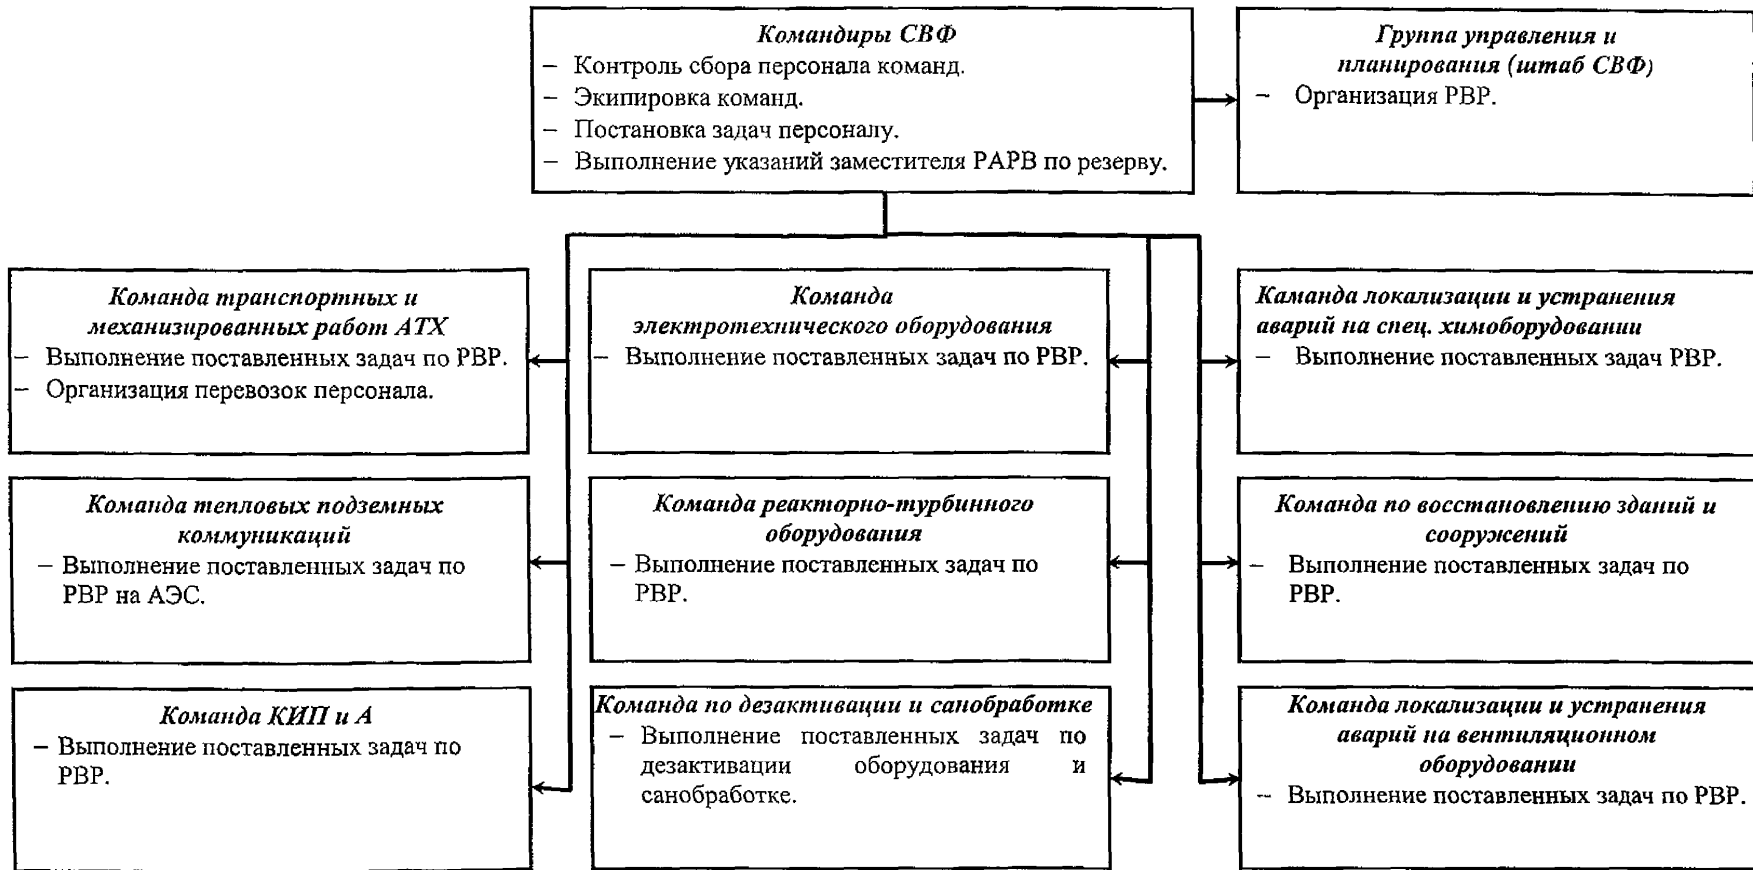 Командиры СВФ
– Контроль сбора персонала команд.
– Экипировка команд.
– Постановка задач персоналу.
– Выполнение указаний заместителя РАРВ по резерву.
Группа управления и
планирования (штаб СВФ)
– Организация РВР.
Команда транспортных и
механизированных работ АТХ
– Выполнение поставленных задач по РВР.
– Организация перевозок персонала.
Команда
электротехнического оборудования
– Выполнение поставленных задач по РВР.
Каманда локализации и устранения
аварий на спец. химоборудовании
– Выполнение поставленных задач РВР.
Команда тепловых подземных
коммуникаций
– Выполнение поставленных задач по
РВР на АЭС.
Команда реакторно-турбинного
оборудования
– Выполнение поставленных задач по
РВР.
Команда по восстановлению зданий и
сооружений
– Выполнение поставленных задач по
РВР.
Команда КИП и А
– Выполнение поставленных задач по
РВР.
Команда по дезактивации и санобработке
– Выполнение поставленных задач по
дезактивации оборудования и
санобработке.
Команда локализации и устранения
аварий на вентиляционном
оборудовании
– Выполнение поставленных задач по РВР.